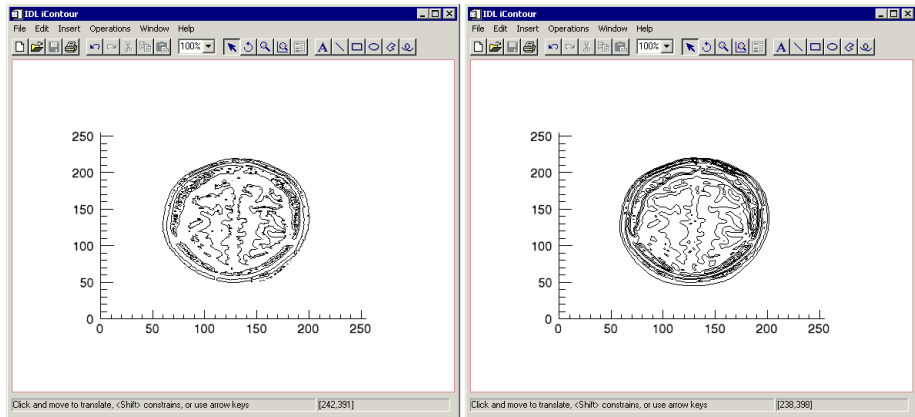 IDL iContour
File Edit Insert Operations Window Help
100%
A
250
200
150
100
50
0
0 50 100 150 200 250
Click and move to translate, <Shift> constrains, or use arrow keys [242,391]
IDL iContour
File Edit Insert Operations Window Help
100%
A
250
200
150
100
50
0
0 50 100 150 200 250
Click and move to translate, <Shift> constrains, or use arrow keys [238,398]